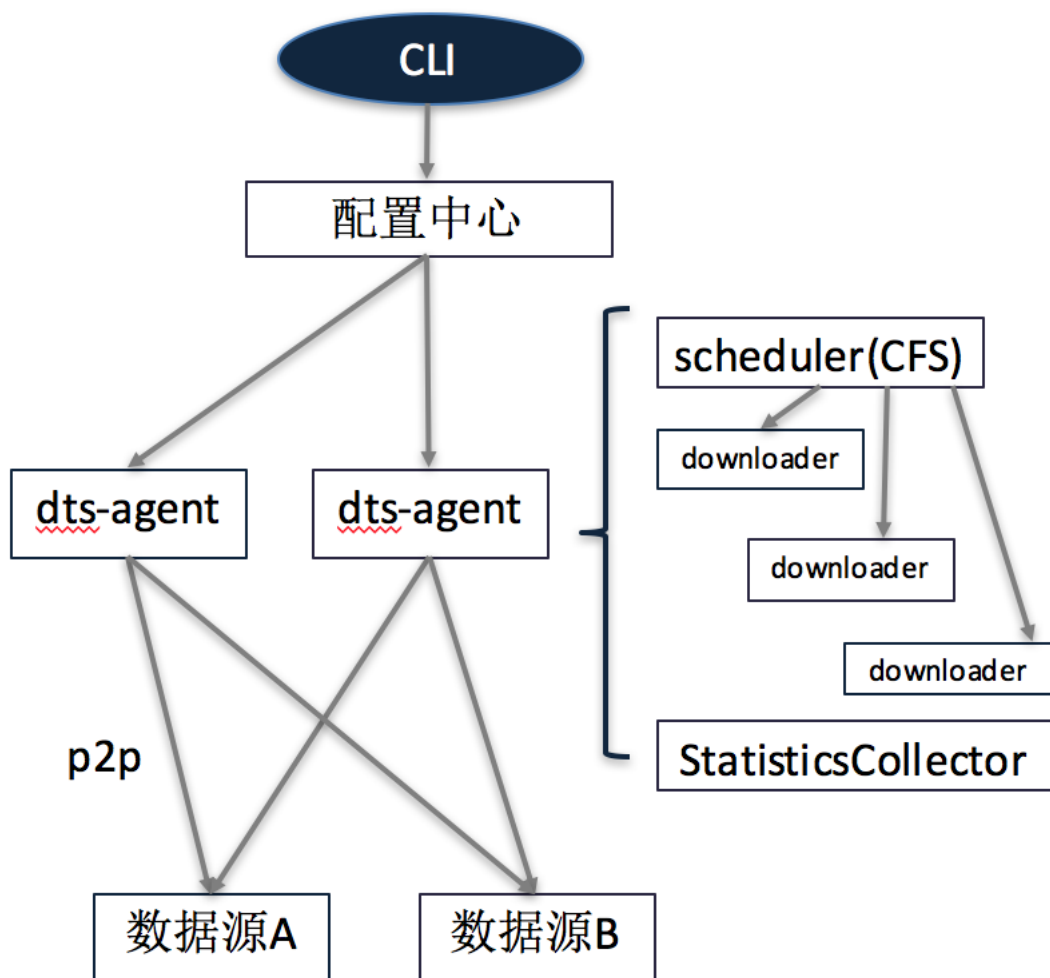 CLI
配置中心
scheduler(CFS)
downloader
dts-agent
dts-agent
downloader
downloader
p2p
StatisticsCollector
数据源A
数据源B